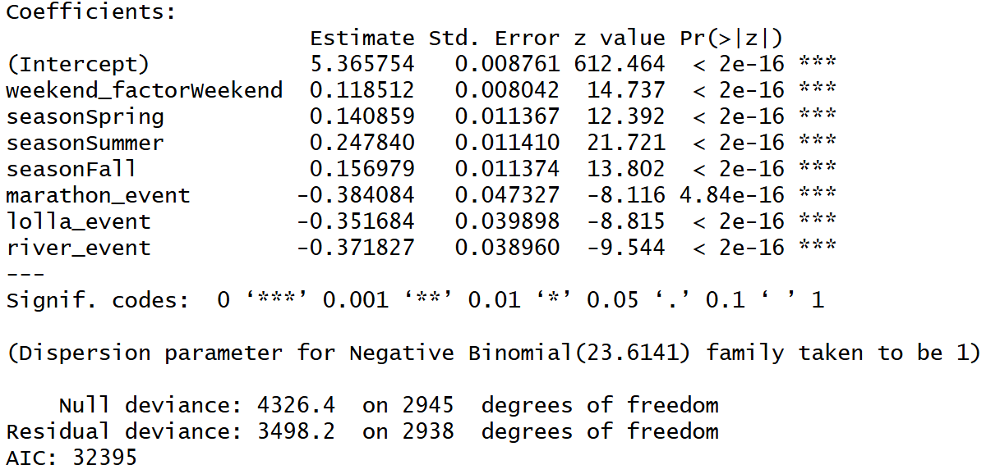 Coefficients:
                       Estimate Std. Error z value Pr(>|z|)
(Intercept)            5.365754   0.008761 612.464  < 2e-16 ***
weekend_factorWeekend  0.118512   0.008042  14.737  < 2e-16 ***
seasonSpring           0.140859   0.011367  12.392  < 2e-16 ***
seasonSummer           0.247840   0.011410  21.721  < 2e-16 ***
seasonFall             0.156979   0.011374  13.802  < 2e-16 ***
marathon_event        -0.384084   0.047327  -8.116 4.84e-16 ***
lolla_event           -0.351684   0.039898  -8.815  < 2e-16 ***
river_event           -0.371827   0.038960  -9.544  < 2e-16 ***
---
Signif. codes:  0 ‘***’ 0.001 ‘**’ 0.01 ‘*’ 0.05 ‘.’ 0.1 ‘ ’ 1
(Dispersion parameter for Negative Binomial(23.6141) family taken to be 1)
    Null deviance: 4326.4  on 2945  degrees of freedom
Residual deviance: 3498.2  on 2938  degrees of freedom
AIC: 32395